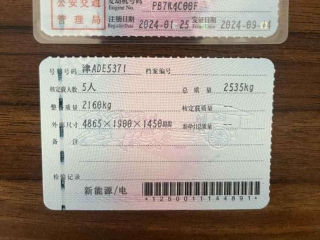 公安交通
管理局
发动机号码
Engine No. P87K4C00F
注册日期 2024-01-25 发证日期
Register Date Issue Date
号牌号码 津ADE5371 档案编号
核定载人数 5人 总质量 2535kg
整备质量 2160kg 核定载质量
外廓尺寸 4865×1900×1450mm 准牵引总质量
备注
检验记录
新能源/电
*1250011144891*